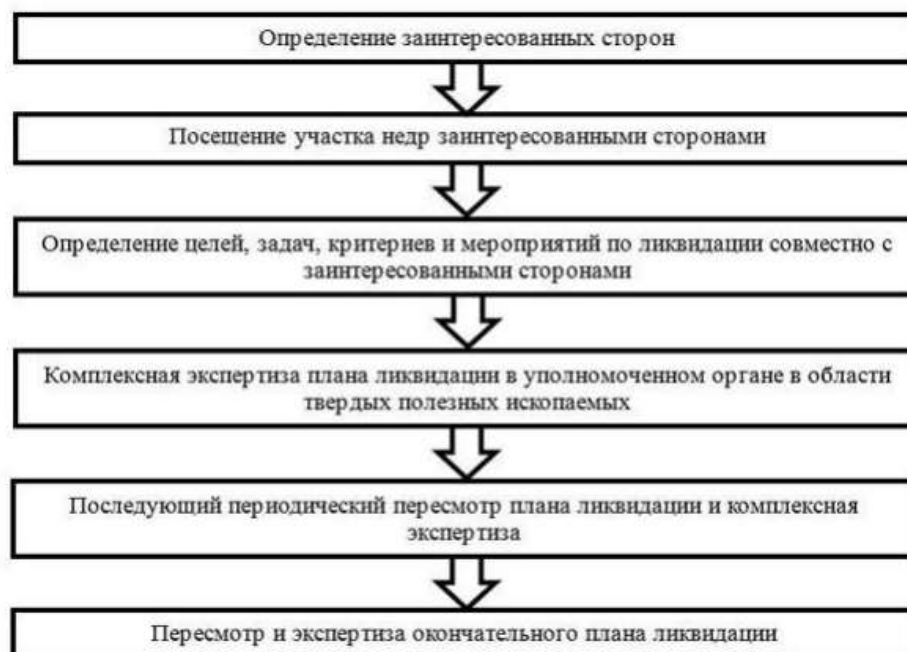 Определение заинтересованных сторон
Посещение участка недр заинтересованными сторонами
Определение целей, задач, критериев и мероприятий по ликвидации совместно с
заинтересованными сторонами
Комплексная экспертиза плана ликвидации в уполномоченном органе в области
твердых полезных ископаемых
Последующий периодический пересмотр плана ликвидации и комплексная
экспертиза
Пересмотр и экспертиза окончательного плана ликвидации